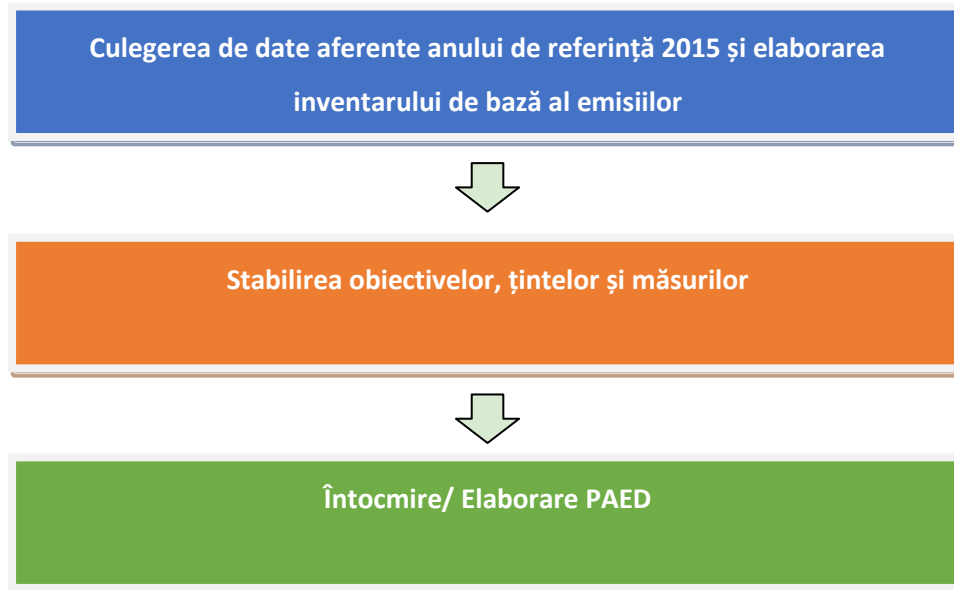 Culegerea de date aferente anului de referință 2015 și elaborarea
inventarului de bază al emisiilor
Stabilirea obiectivelor, țintelor și măsurilor
Întocmire/ Elaborare PAED